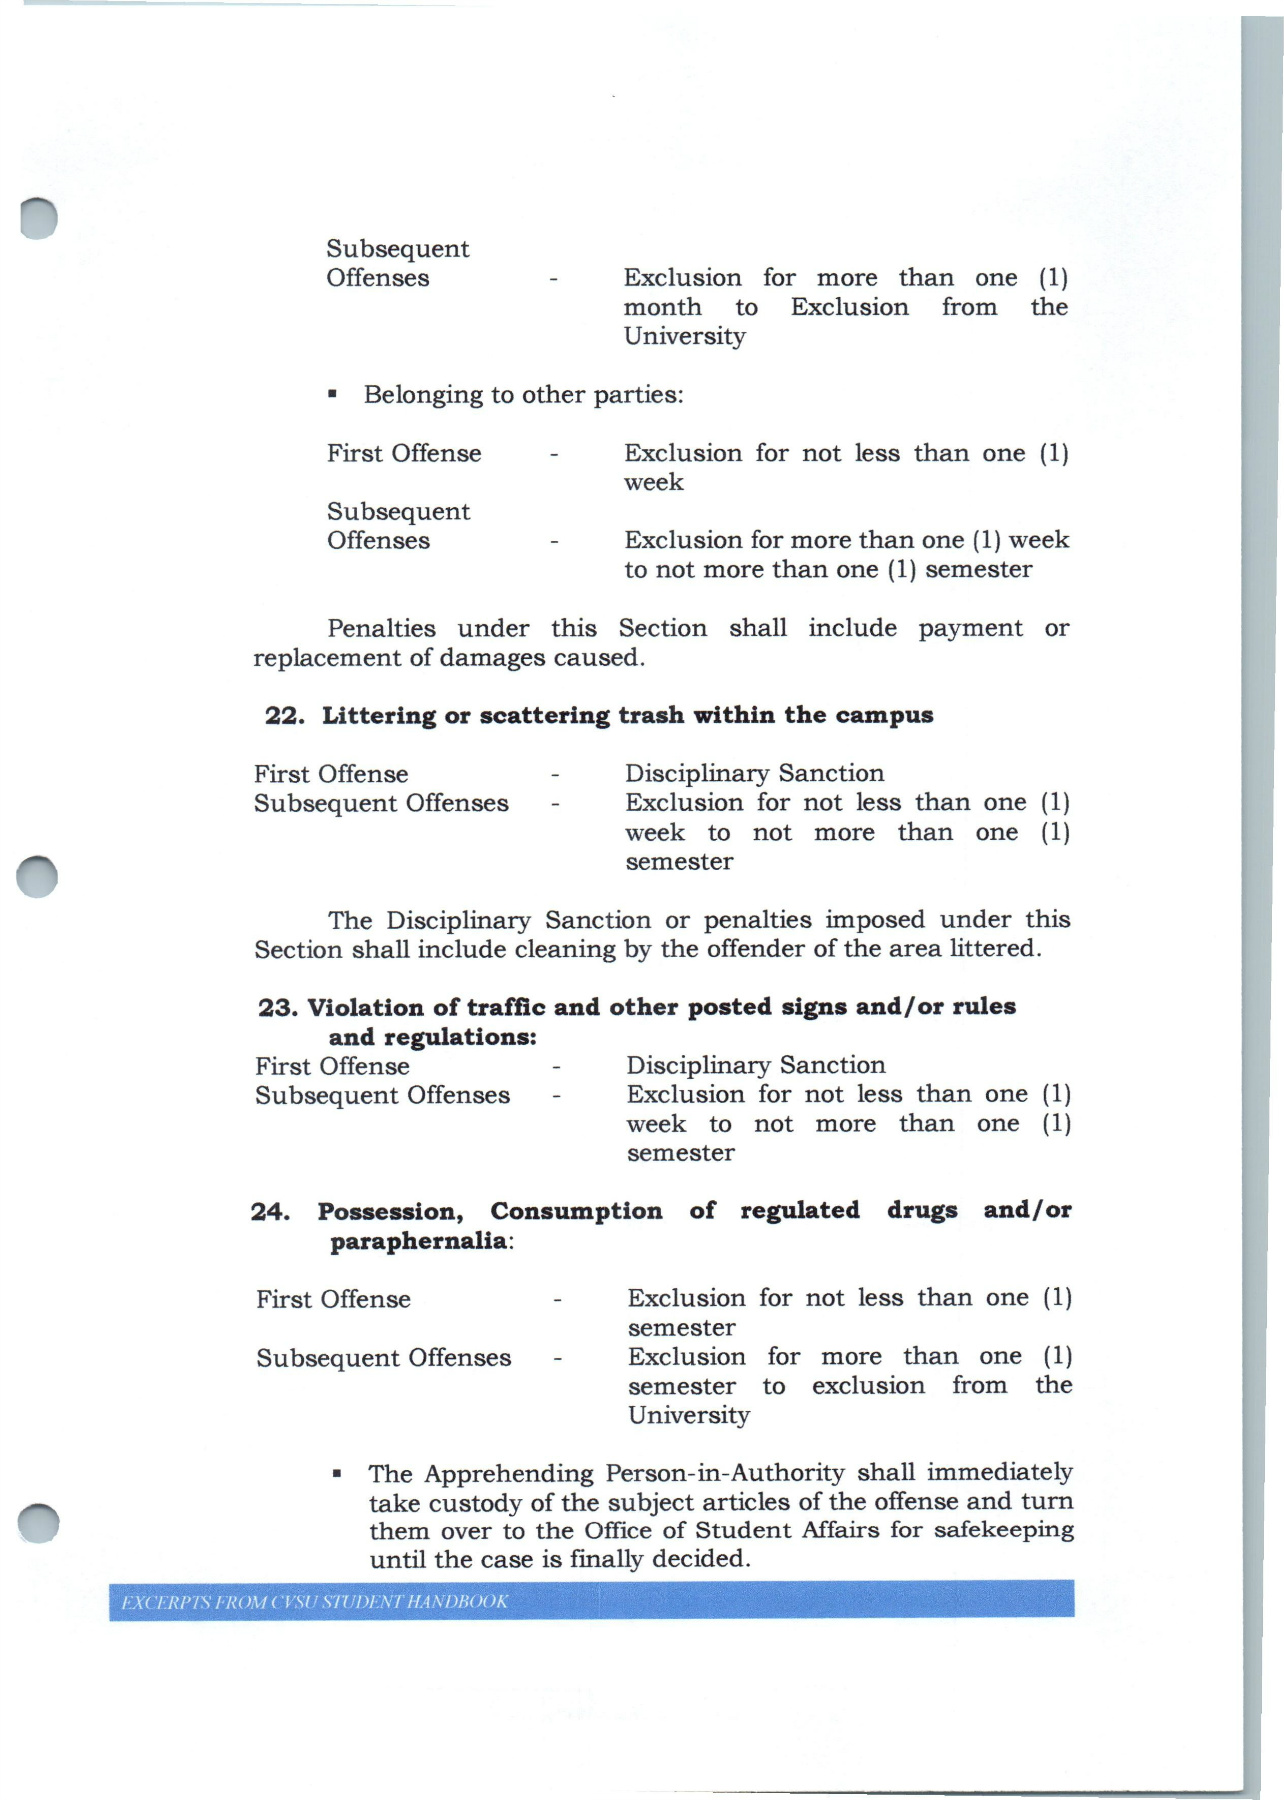 Subsequent
Offenses - Exclusion for more than one (1)
month to Exclusion from the
University
▪ Belonging to other parties:
First Offense - Exclusion for not less than one (1)
week
Subsequent
Offenses - Exclusion for more than one (1) week
to not more than one (1) semester
Penalties under this Section shall include payment or
replacement of damages caused.
22. Littering or scattering trash within the campus
First Offense - Disciplinary Sanction
Subsequent Offenses - Exclusion for not less than one (1)
week to not more than one (1)
semester
The Disciplinary Sanction or penalties imposed under this
Section shall include cleaning by the offender of the area littered.
23. Violation of traffic and other posted signs and/or rules
and regulations:
First Offense - Disciplinary Sanction
Subsequent Offenses - Exclusion for not less than one (1)
week to not more than one (1)
semester
24. Possession, Consumption of regulated drugs and/or
paraphernalia:
First Offense - Exclusion for not less than one (1)
semester
Subsequent Offenses - Exclusion for more than one (1)
semester to exclusion from the
University
▪ The Apprehending Person-in-Authority shall immediately
take custody of the subject articles of the offense and turn
them over to the Office of Student Affairs for safekeeping
until the case is finally decided.
EXCERPTS FROM CVSU STUDENT HANDBOOK